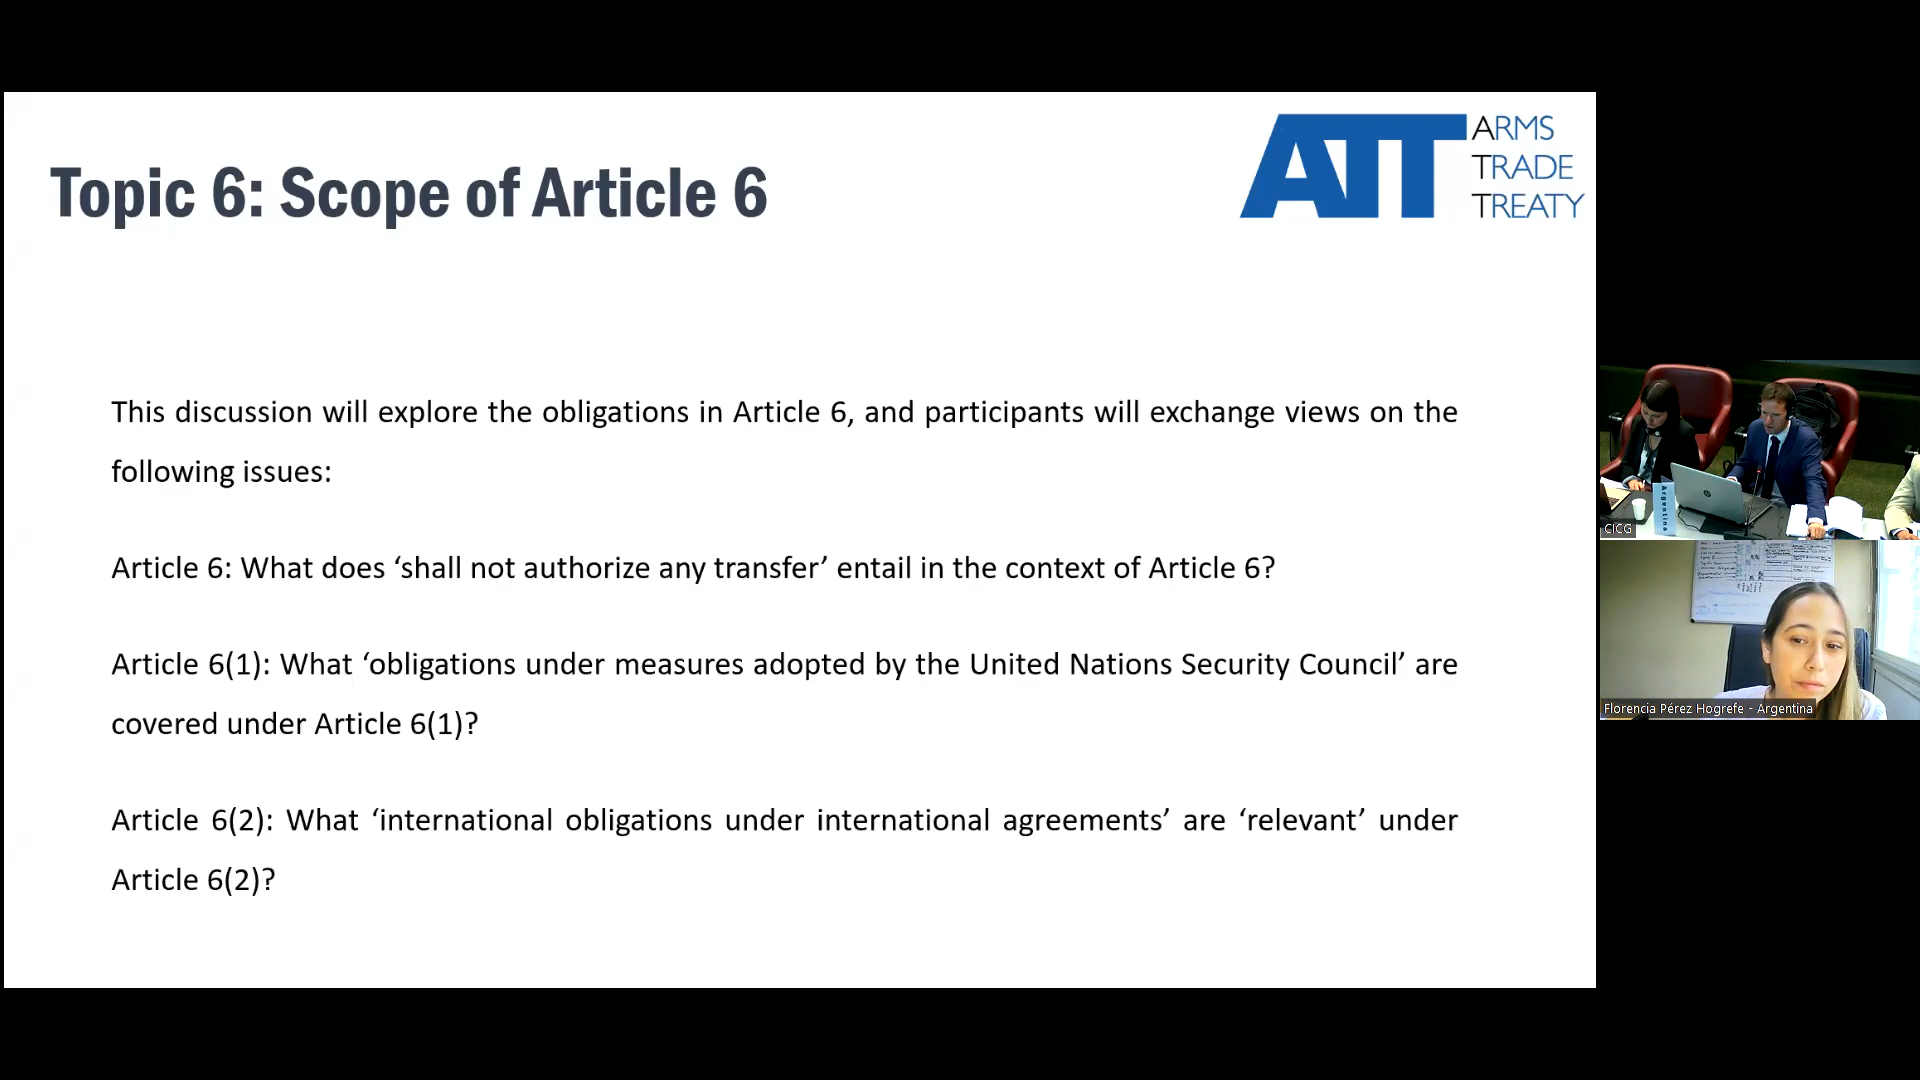 Topic 6: Scope of Article 6
ATT
ARMS
TRADE
TREATY
This discussion will explore the obligations in Article 6, and participants will exchange views on the
following issues:
Article 6: What does ‘shall not authorize any transfer’ entail in the context of Article 6?
Article 6(1): What ‘obligations under measures adopted by the United Nations Security Council’ are
covered under Article 6(1)?
Article 6(2): What ‘international obligations under international agreements’ are ‘relevant’ under
Article 6(2)?
Argentina
CICG
Florencia Pérez Hogrefe - Argentina